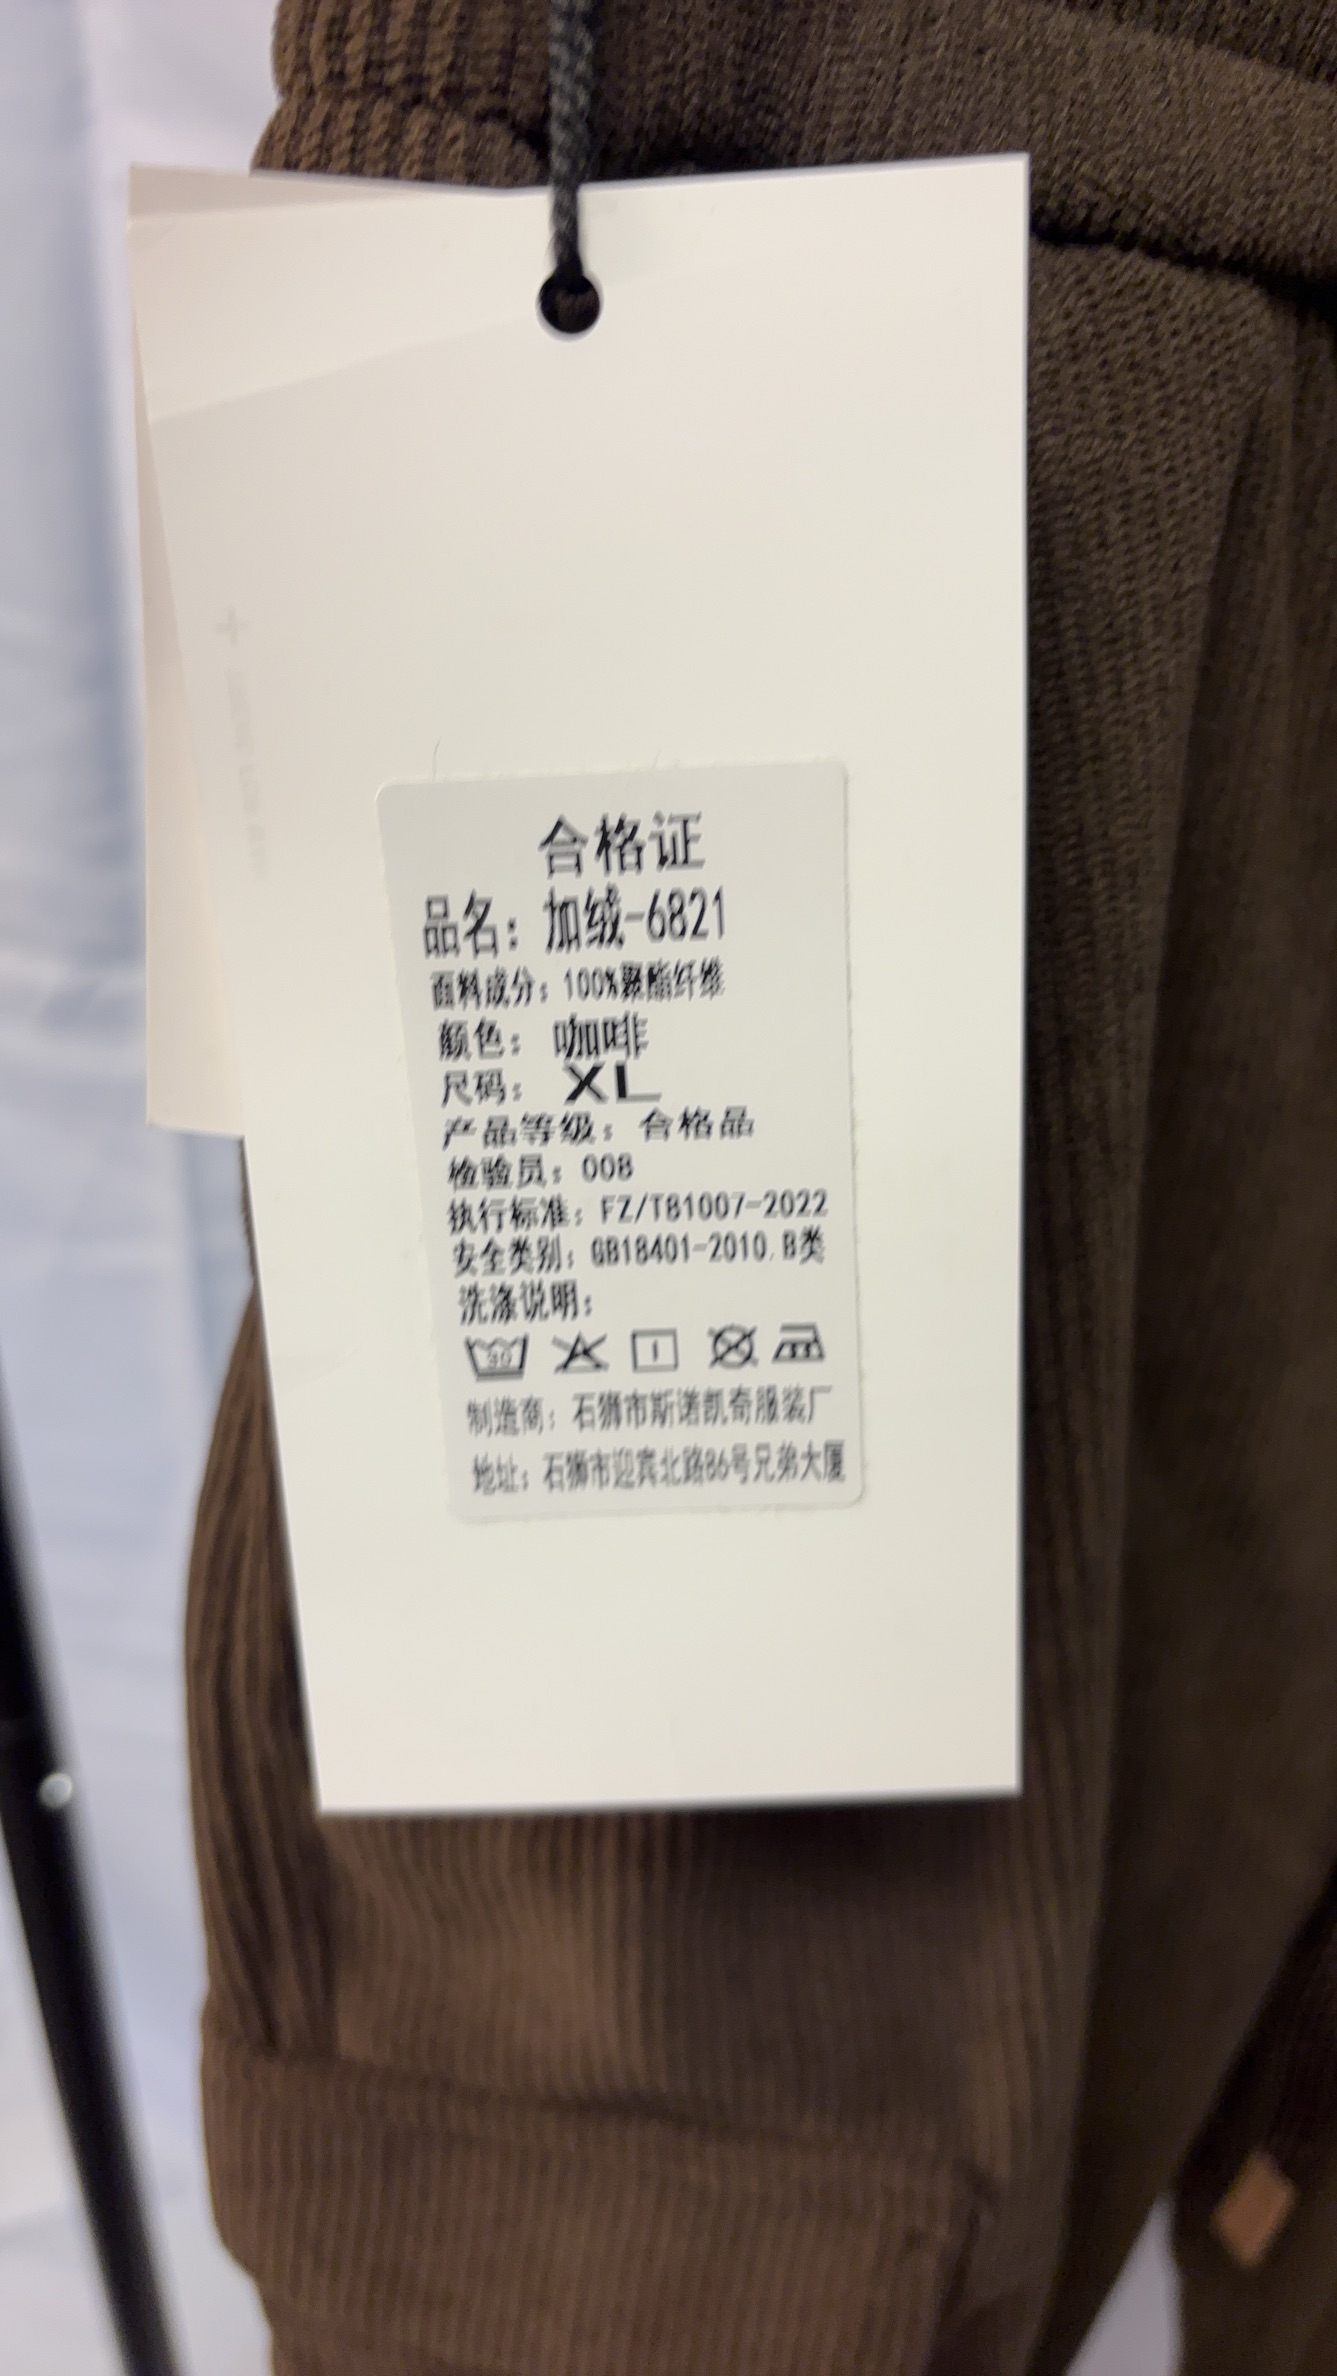 合格证
品名：加绒-6821
面料成分：100%聚酯纤维
颜色：咖啡
尺码：XL
产品等级：合格品
检验员：008
执行标准：FZ/T81007-2022
安全类别：GB18401-2010.B类
洗涤说明：
制造商：石狮市斯诺凯奇服装厂
地址：石狮市迎宾北路86号兄弟大厦